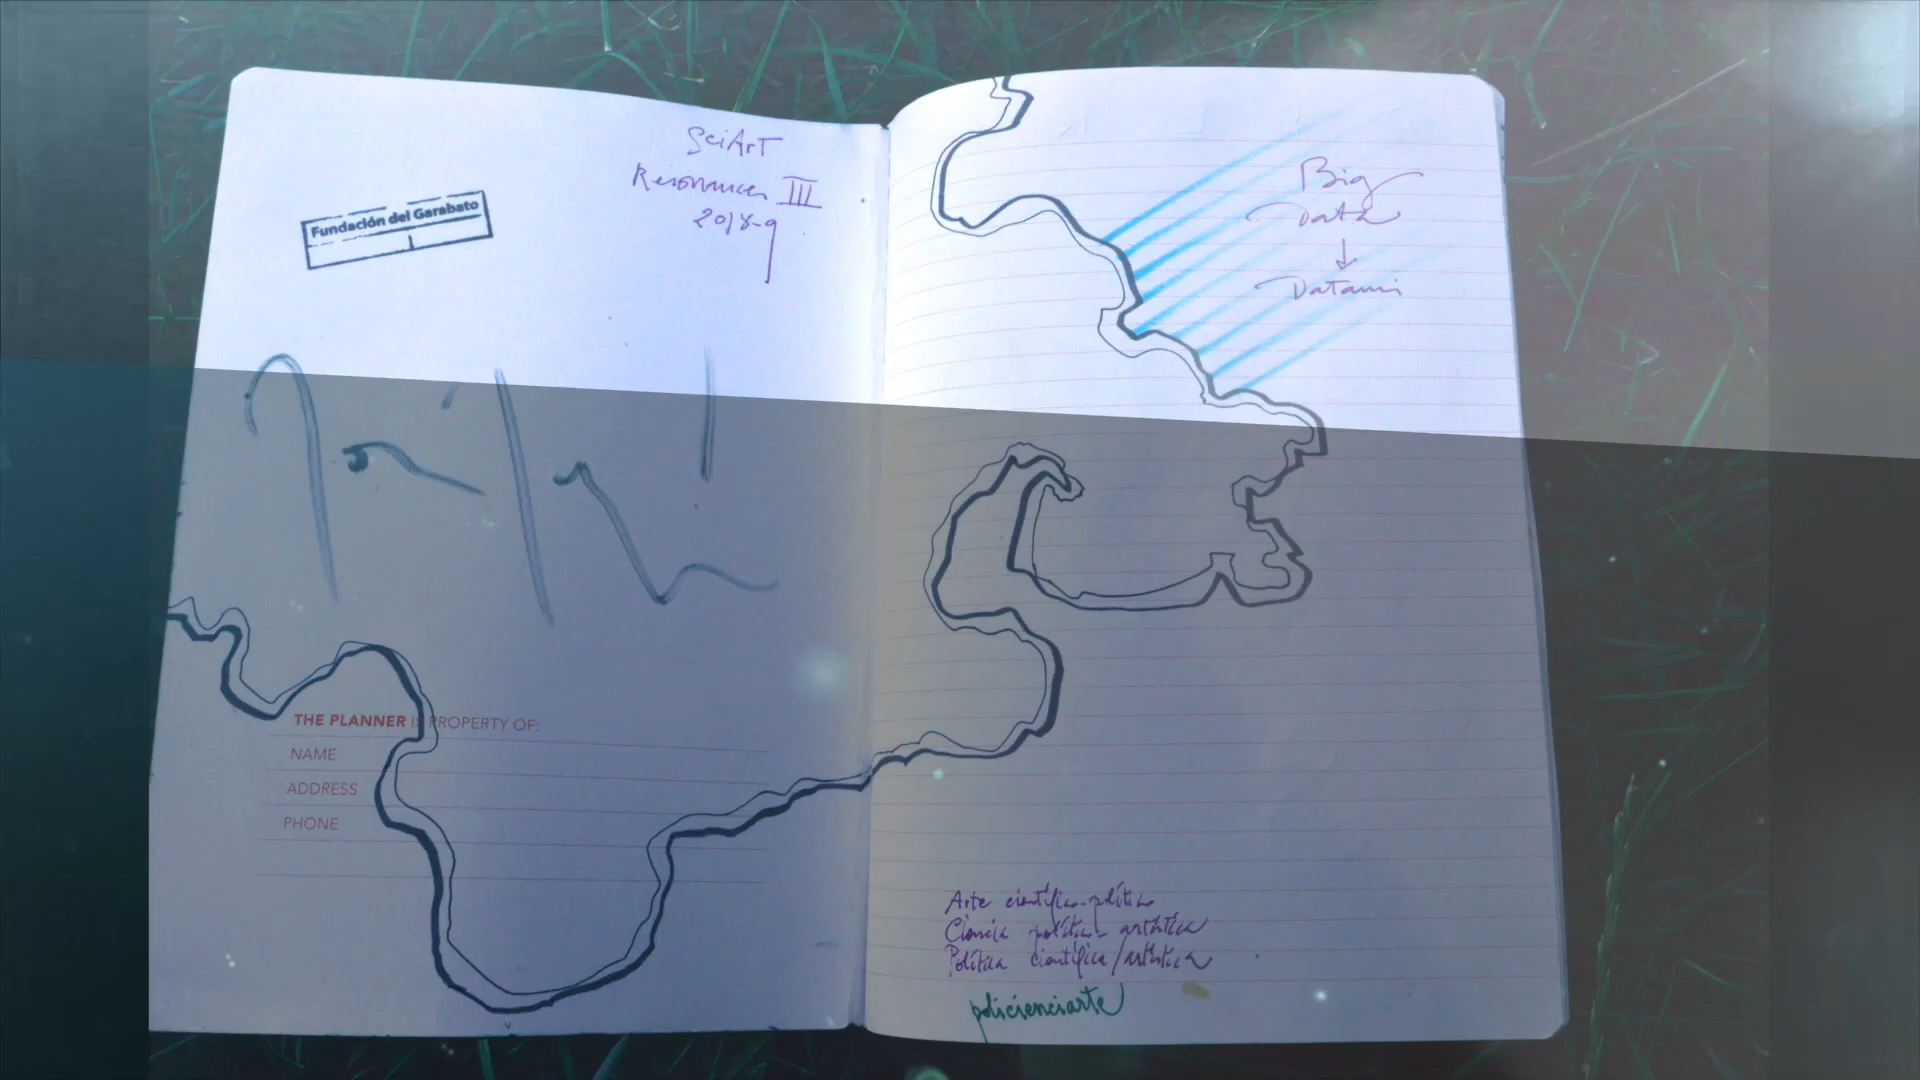 SciArT
Resonances III
2018-9
Fundación del Garabato
THE PLANNER IS PROPERTY OF:
NAME
ADDRESS
PHONE
Big
Data
↓
Datami
Arte científico-político
Ciencia política artística
Política científica/artística
policienciarte